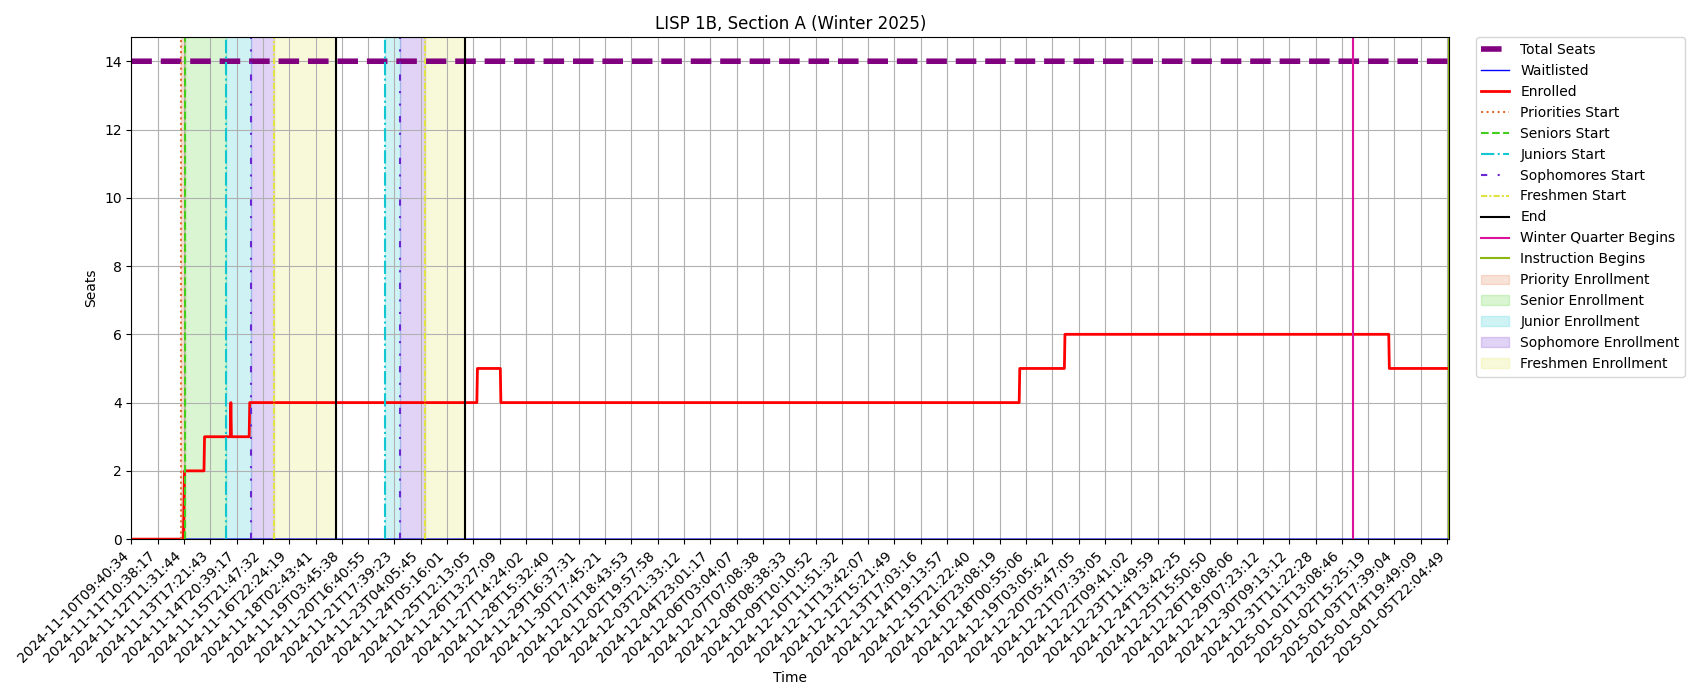 LISP 1B, Section A (Winter 2025)
Seats
14
12
10
8
6
4
2
0
2024-11-10T09:40:34
2024-11-11T10:38:17
2024-11-12T11:31:44
2024-11-13T17:21:43
2024-11-14T20:39:17
2024-11-15T21:47:32
2024-11-16T22:24:19
2024-11-18T02:43:41
2024-11-19T03:45:38
2024-11-20T16:40:55
2024-11-21T17:39:23
2024-11-23T04:05:45
2024-11-24T05:16:01
2024-11-25T12:13:05
2024-11-26T13:27:09
2024-11-27T14:24:02
2024-11-28T15:32:40
2024-11-29T16:37:31
2024-11-30T17:45:21
2024-12-01T18:43:53
2024-12-02T19:57:58
2024-12-03T21:33:12
2024-12-04T23:01:17
2024-12-06T03:04:07
2024-12-07T07:08:38
2024-12-08T08:38:33
2024-12-09T10:10:52
2024-12-10T11:51:32
2024-12-11T13:42:07
2024-12-12T15:21:49
2024-12-13T17:03:16
2024-12-14T19:13:57
2024-12-15T21:22:40
2024-12-16T23:08:19
2024-12-18T00:55:06
2024-12-19T03:05:42
2024-12-20T05:47:05
2024-12-21T07:33:05
2024-12-22T09:41:02
2024-12-23T11:49:59
2024-12-24T13:42:25
2024-12-25T15:50:50
2024-12-26T18:08:06
2024-12-29T07:23:12
2024-12-30T09:13:12
2024-12-31T11:22:28
2025-01-01T13:08:46
2025-01-02T15:25:19
2025-01-03T17:39:04
2025-01-04T19:49:09
2025-01-05T22:04:49
Time
Total Seats
Waitlisted
Enrolled
Priorities Start
Seniors Start
Juniors Start
Sophomores Start
Freshmen Start
End
Winter Quarter Begins
Instruction Begins
Priority Enrollment
Senior Enrollment
Junior Enrollment
Sophomore Enrollment
Freshmen Enrollment